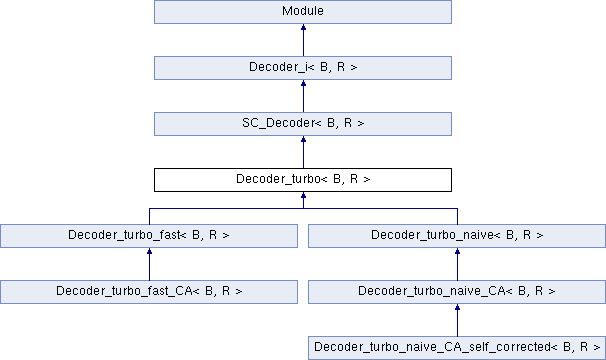 Module
Decoder_i< B, R >
SC_Decoder< B, R >
Decoder_turbo< B, R >
Decoder_turbo_fast< B, R >
Decoder_turbo_naive< B, R >
Decoder_turbo_fast_CA< B, R >
Decoder_turbo_naive_CA< B, R >
Decoder_turbo_naive_CA_self_corrected< B, R >